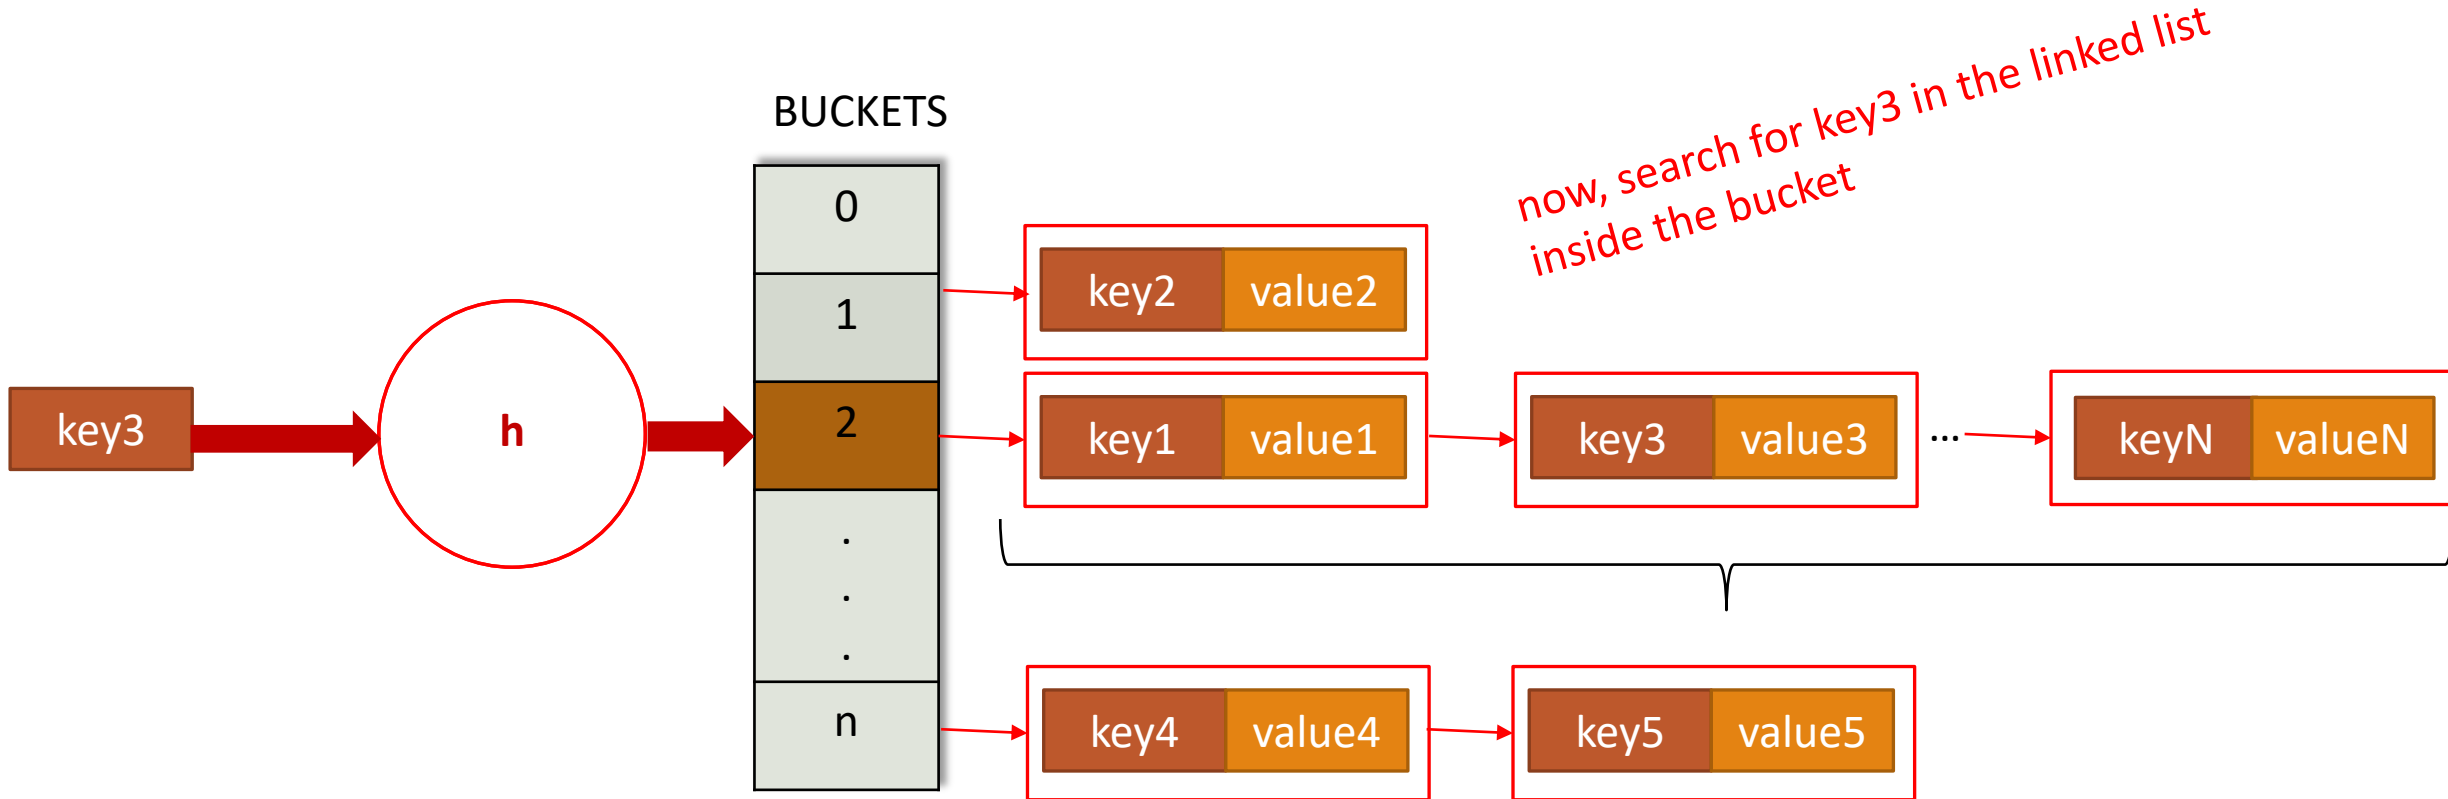 now, search for key3 in the linked list
inside the bucket
BUCKETS
0
1
2
.
.
.
n
key3
h
key2 value2
key1 value1 key3 value3 ... keyN valueN
key4 value4 key5 value5